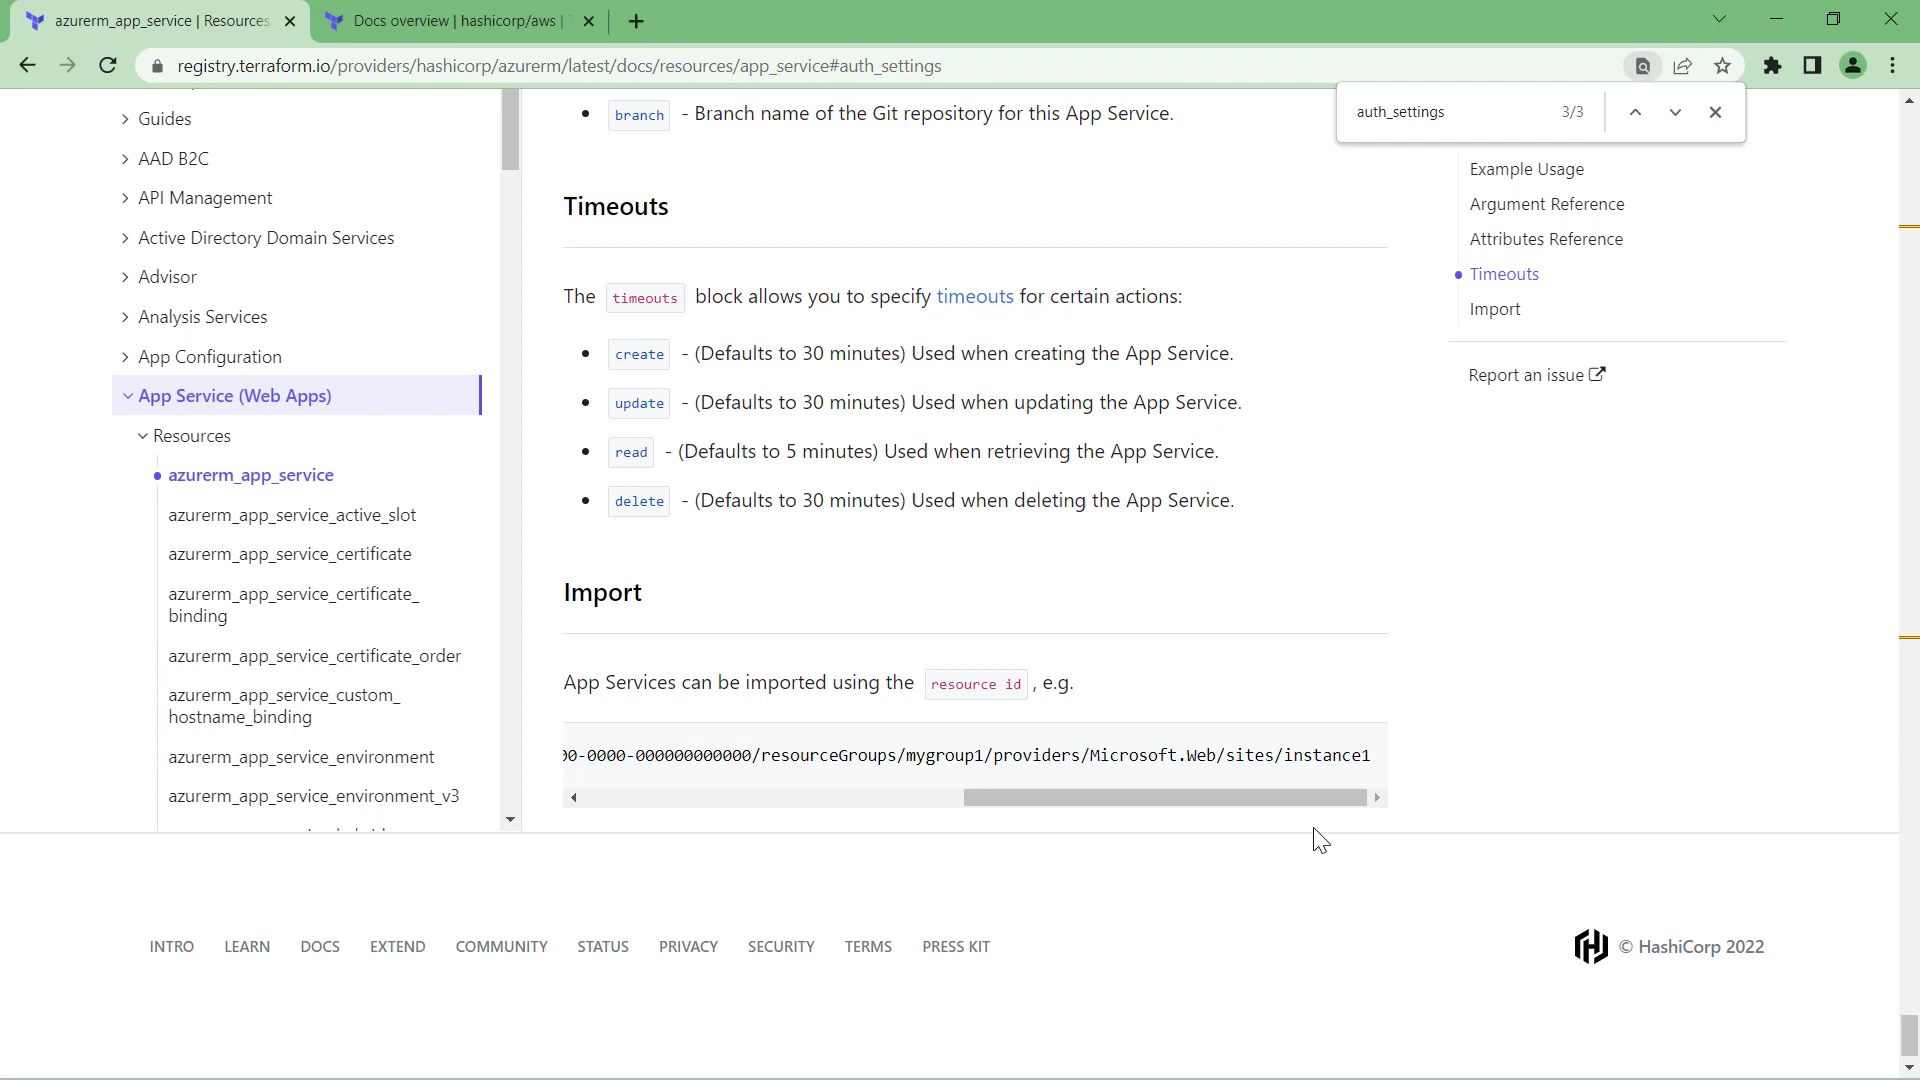 azurerm_app_service | Resources
Docs overview | hashicorp/aws |
registry.terraform.io/providers/hashicorp/azurerm/latest/docs/resources/app_service#auth_settings
auth_settings 3/3
Guides
AAD B2C
API Management
Active Directory Domain Services
Advisor
Analysis Services
App Configuration
App Service (Web Apps)
Resources
azurerm_app_service
azurerm_app_service_active_slot
azurerm_app_service_certificate
azurerm_app_service_certificate_
binding
azurerm_app_service_certificate_order
azurerm_app_service_custom_
hostname_binding
azurerm_app_service_environment
azurerm_app_service_environment_v3
branch - Branch name of the Git repository for this App Service.
Timeouts
The timeouts block allows you to specify timeouts for certain actions:
create - (Defaults to 30 minutes) Used when creating the App Service.
update - (Defaults to 30 minutes) Used when updating the App Service.
read - (Defaults to 5 minutes) Used when retrieving the App Service.
delete - (Defaults to 30 minutes) Used when deleting the App Service.
Import
App Services can be imported using the resource id , e.g.
00-0000-000000000000/resourceGroups/mygroup1/providers/Microsoft.Web/sites/instance1
Example Usage
Argument Reference
Attributes Reference
Timeouts
Import
Report an issue
INTRO LEARN DOCS EXTEND COMMUNITY STATUS PRIVACY SECURITY TERMS PRESS KIT
© HashiCorp 2022